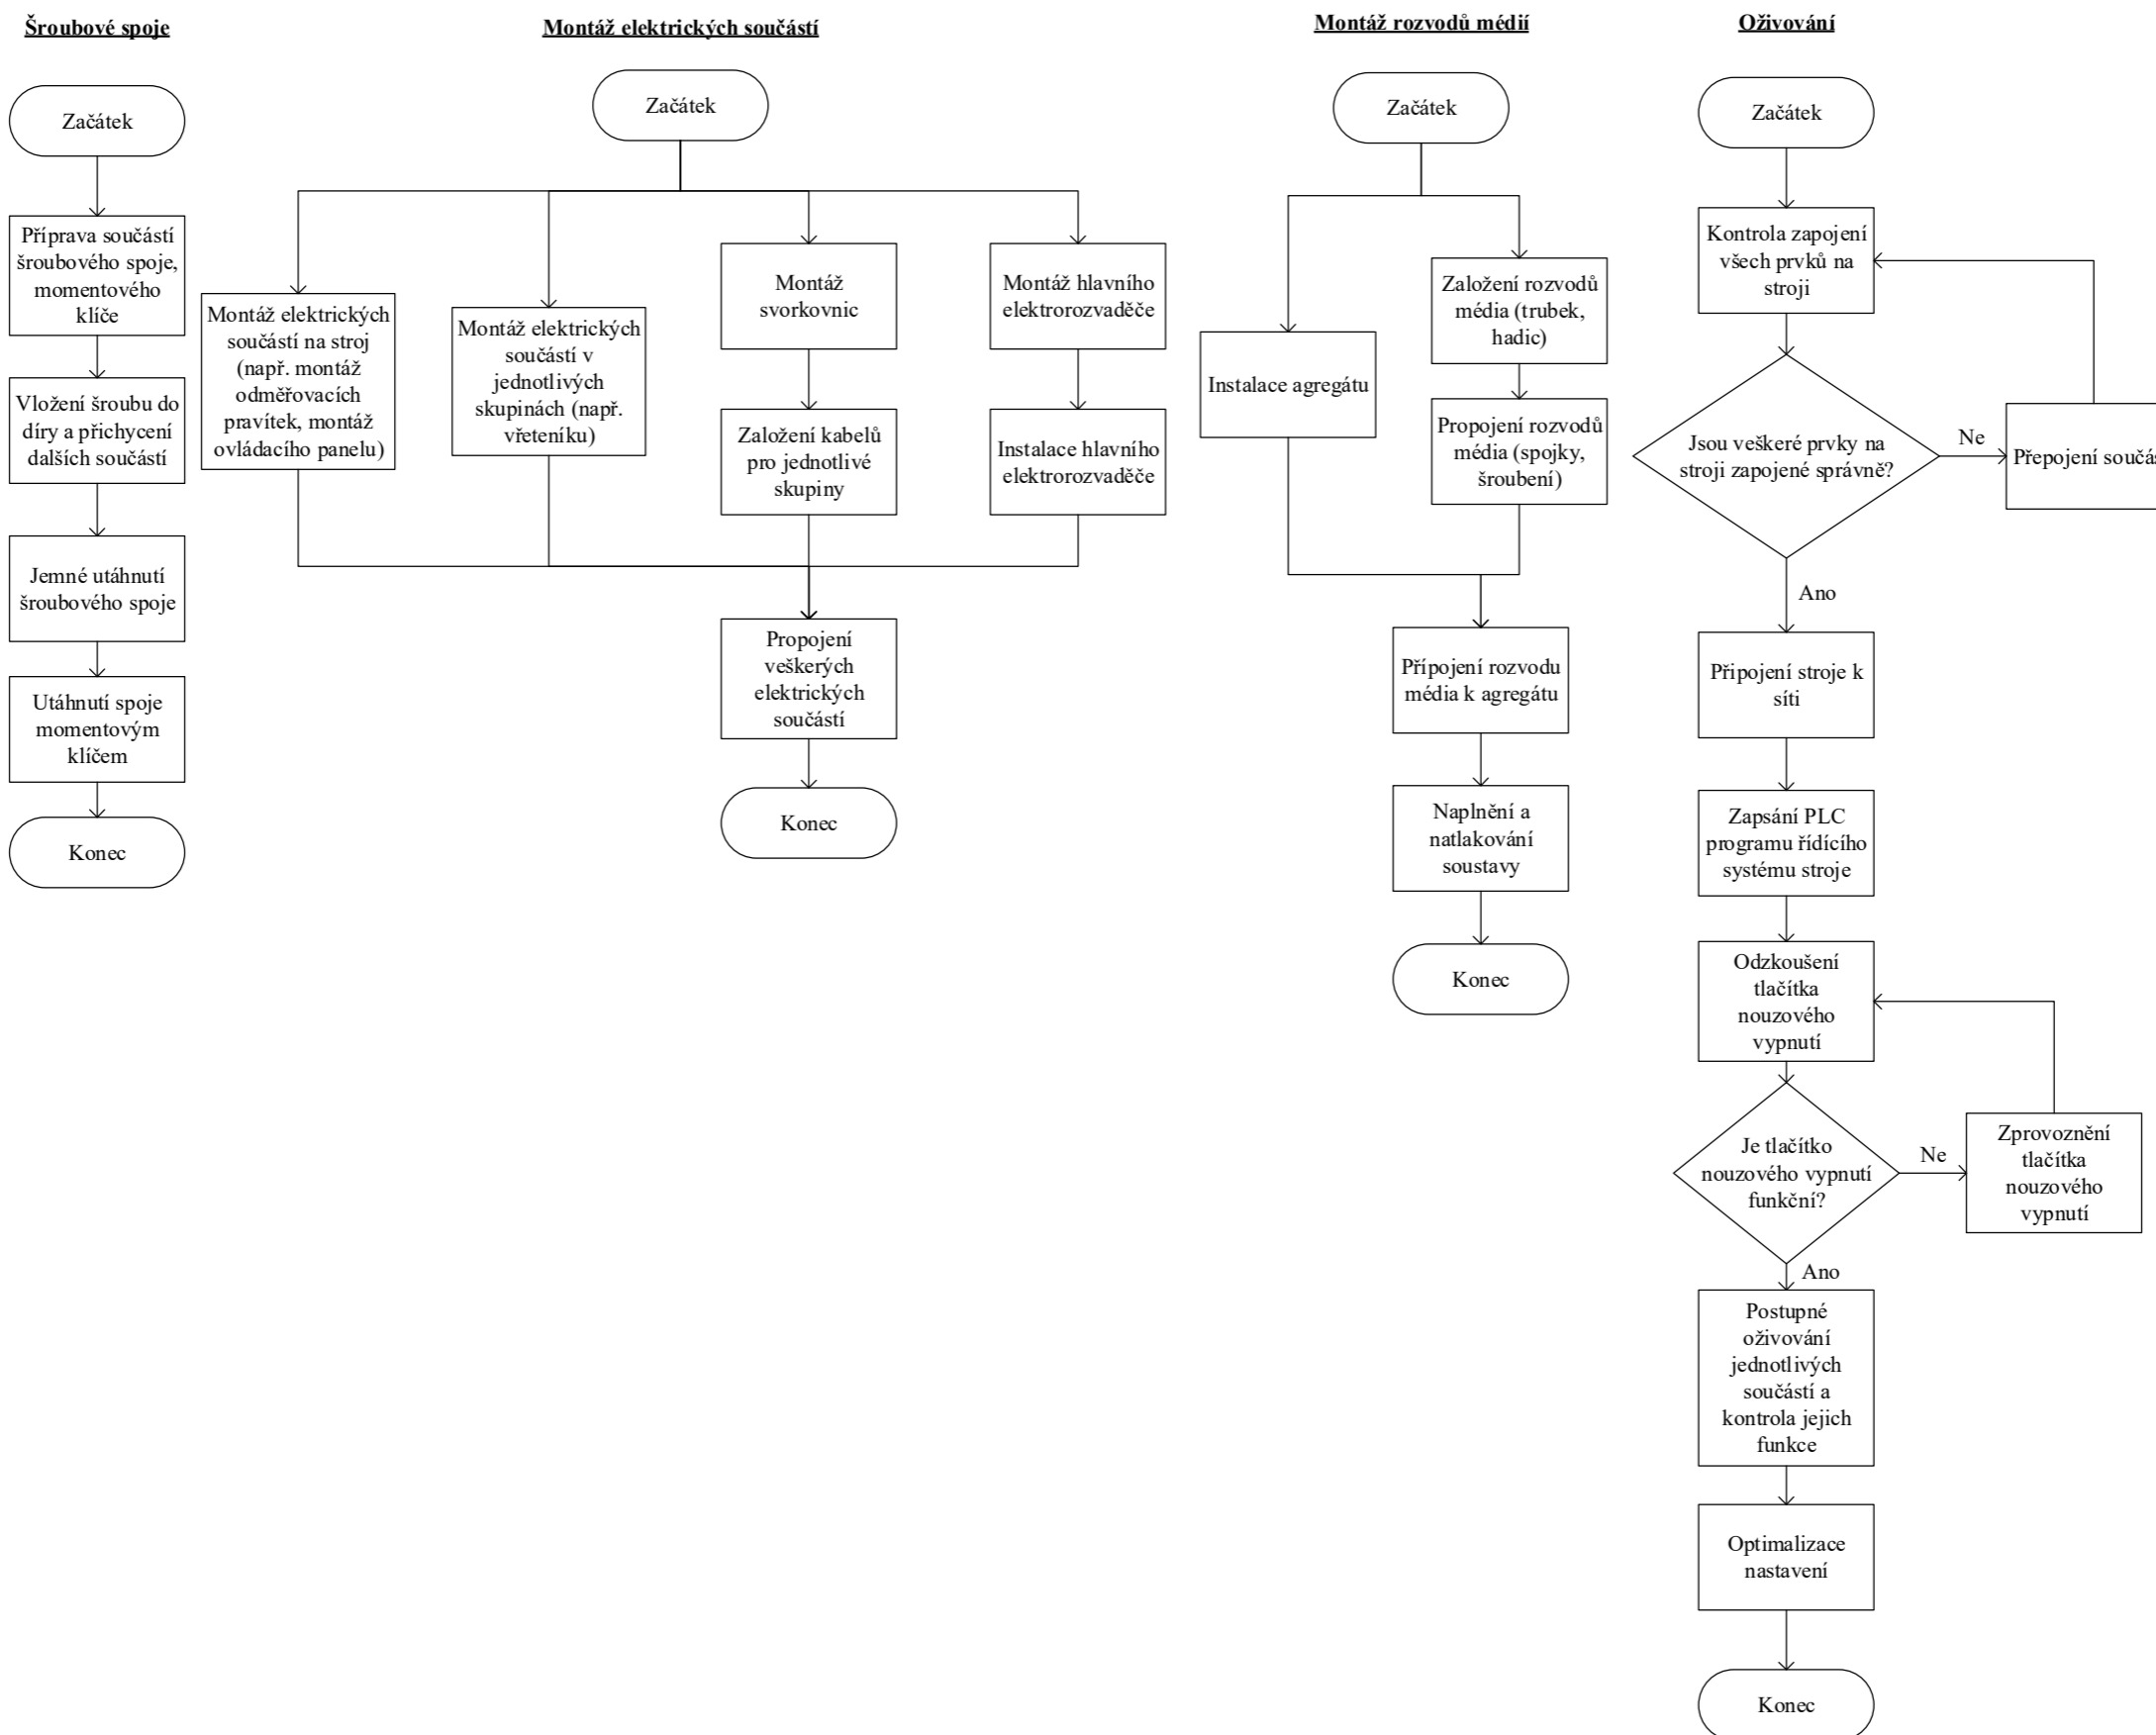 Šroubové spoje
Začátek
Příprava součástí
šroubového spoje,
momentového
klíče
Vložení šroubu do
díry a přichycení
dalších součástí
Jemné utáhnutí
šroubového spoje
Utáhnutí spoje
momentovým
klíčem
Konec
Montáž elektrických součástí
Začátek
Montáž elektrických
součástí na stroj
(např. montáž
odměřovacích
pravítek, montáž
ovládacího panelu)
Montáž elektrických
součástí v
jednotlivých
skupinách (např.
vřeteníku)
Montáž
svorkovnic
Založení kabelů
pro jednotlivé
skupiny
Montáž hlavního
elektrorozvaděče
Instalace hlavního
elektrorozvaděče
Propojení
veškerých
elektrických
součástí
Konec
Montáž rozvodů médií
Začátek
Instalace agregátu
Založení rozvodů
média (trubek,
hadic)
Propojení rozvodů
média (spojky,
šroubení)
Přípojení rozvodu
média k agregátu
Naplnění a
natlakování
soustavy
Konec
Oživování
Začátek
Kontrola zapojení
všech prvků na
stroji
Jsou veškeré prvky na
stroji zapojené správně?
Ne
Přepojení součás
Ano
Připojení stroje k
síti
Zapsání PLC
programu řídícího
systému stroje
Odzkoušení
tlačítka
nouzového
vypnutí
Je tlačítko
nouzového vypnutí
funkční?
Ne
Zprovoznění
tlačítka
nouzového
vypnutí
Ano
Postupné
oživování
jednotlivých
součástí a
kontrola jejich
funkce
Optimalizace
nastavení
Konec